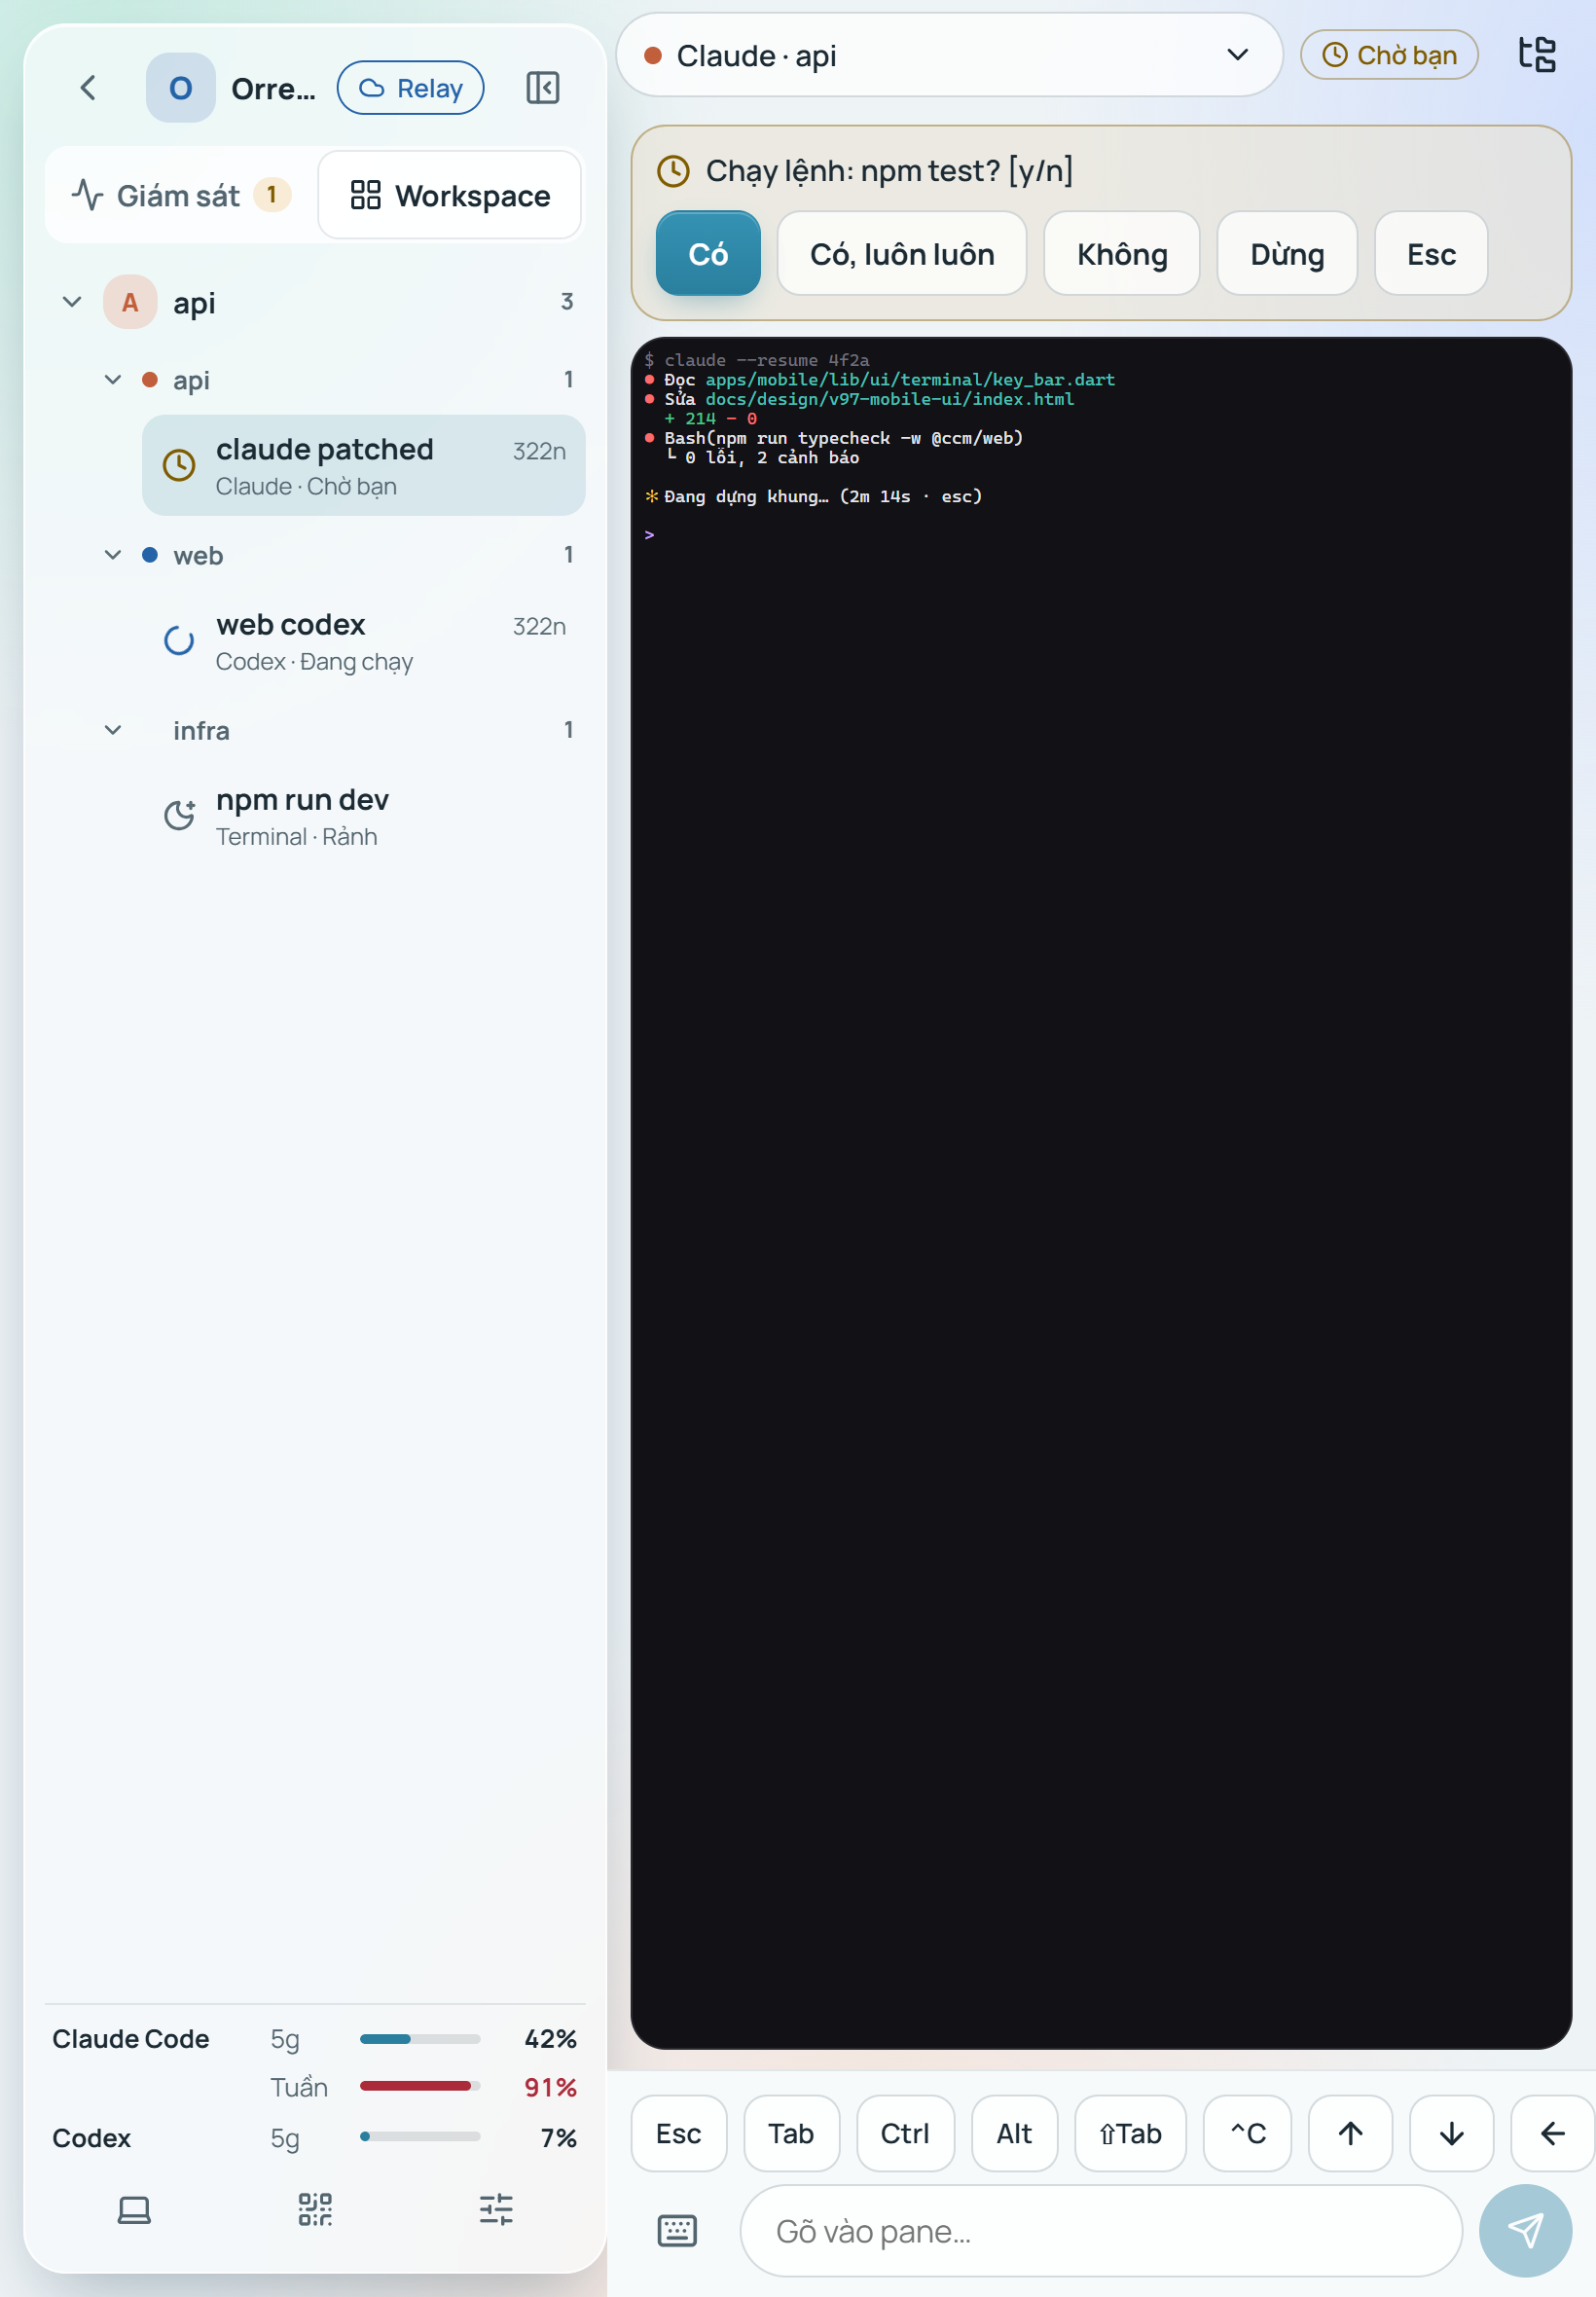 O Orre... Relay
Giám sát 1 Workspace
A api 3
api 1
claude patched 322n
Claude · Chờ bạn
web 1
web codex 322n
Codex · Đang chạy
infra 1
npm run dev
Terminal · Rảnh
Claude Code 5g 42%
Tuần 91%
Codex 5g 7%
Claude · api Chờ bạn
Chạy lệnh: npm test? [y/n]
Có Có, luôn luôn Không Dừng Esc
$ claude --resume 4f2a
● Đọc apps/mobile/lib/ui/terminal/key_bar.dart
● Sửa docs/design/v97-mobile-ui/index.html
+ 214 − 0
● Bash(npm run typecheck -w @ccm/web)
└ 0 lỗi, 2 cảnh báo
✻ Đang dựng khung… (2m 14s · esc)
>
Esc Tab Ctrl Alt ⇧Tab ^C ↑ ↓ ←
Gõ vào pane...